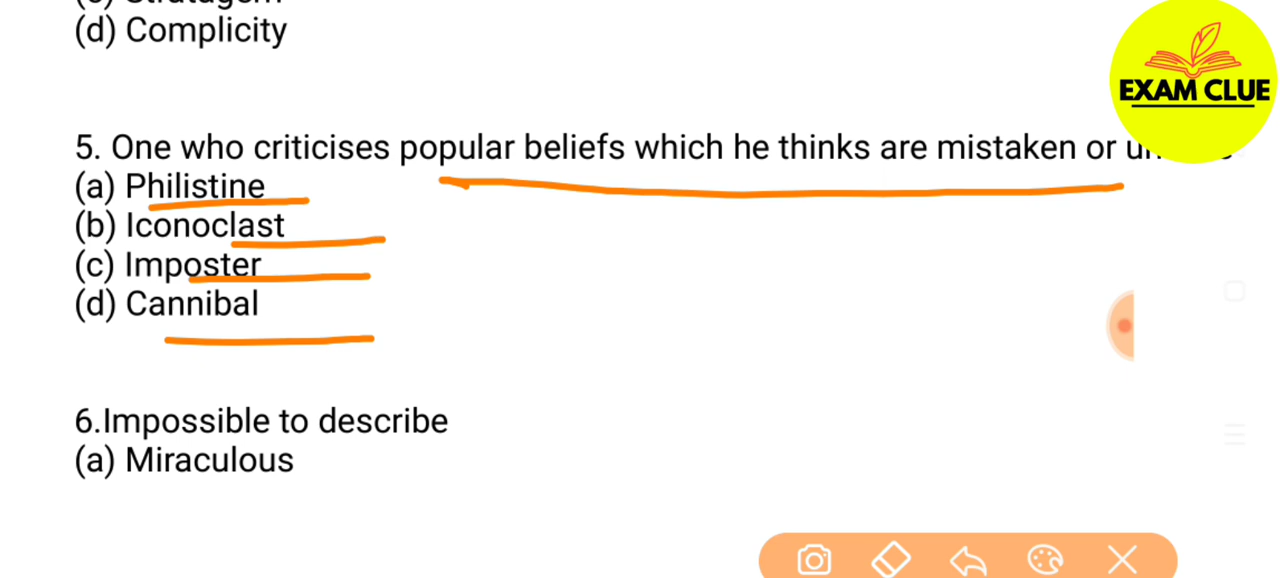 (d) Complicity
EXAM CLUE
5. One who criticises popular beliefs which he thinks are mistaken or
(a) Philistine
(b) Iconoclast
(c) Imposter
(d) Cannibal
6.Impossible to describe
(a) Miraculous